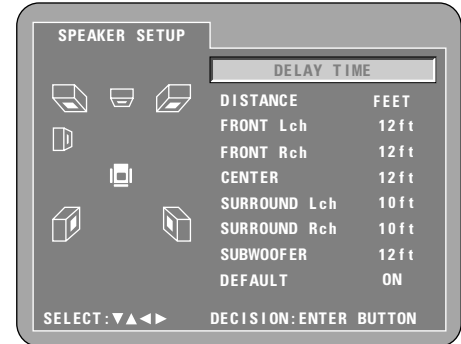 SPEAKER SETUP
DELAY TIME
DISTANCE FEET
FRONT Lch 12ft
FRONT Rch 12ft
CENTER 12ft
SURROUND Lch 10ft
SURROUND Rch 10ft
SUBWOOFER 12ft
DEFAULT ON
SELECT:▼▲◀▶ DECISION:ENTER BUTTON